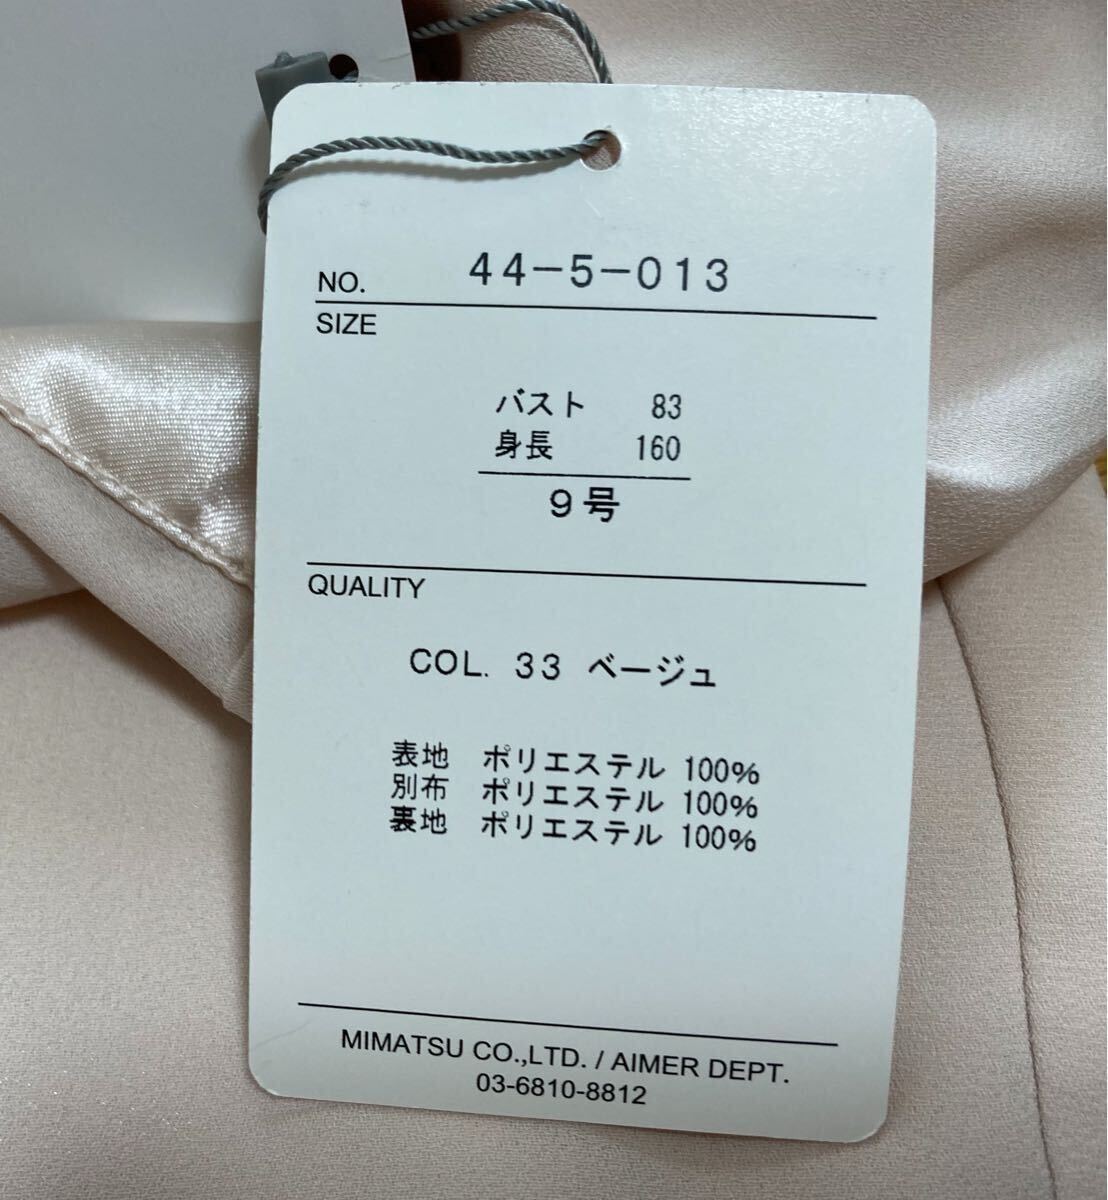 NO. 44-5-013
SIZE
バスト 83
身長 160
9号
QUALITY
COL. 33 ベージュ
表地 ポリエステル 100%
別布 ポリエステル 100%
裏地 ポリエステル 100%
MIMATSU CO.,LTD. / AIMER DEPT.
03-6810-8812